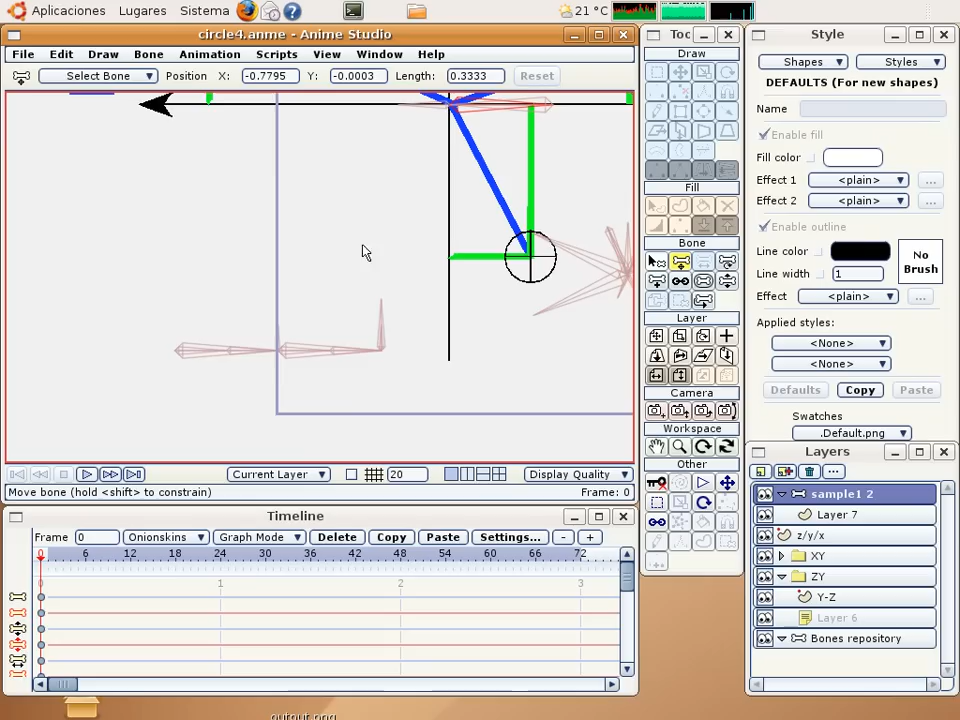 Aplicaciones Lugares Sistema ? 21 °C
circle4.anme - Anime Studio
File Edit Draw Bone Animation Scripts View Window Help
Select Bone Position X: -0.7795 Y: -0.0003 Length: 0.3333 Reset
Current Layer 20 Display Quality
Move bone (hold <shift> to constrain) Frame: 0
Timeline
Frame 0 Onionskins Graph Mode Delete Copy Paste Settings... - +
0 6 12 18 24 30 36 42 48 54 60 66 72
0 1 2 3
output.png
Toc
Draw
Fill
Bone
Layer
Camera
Workspace
Other
Style
Shapes Styles
DEFAULTS (For new shapes)
Name
Enable fill
Fill color
Effect 1 <plain> ...
Effect 2 <plain> ...
Enable outline
Line color
Line width 1
No
Brush
Effect <plain> ...
Applied styles:
<None>
<None>
Defaults Copy Paste
Swatches
.Default.png
Layers
...
sample1 2
Layer 7
z/y/x
XY
ZY
Y-Z
Layer 6
Bones repository